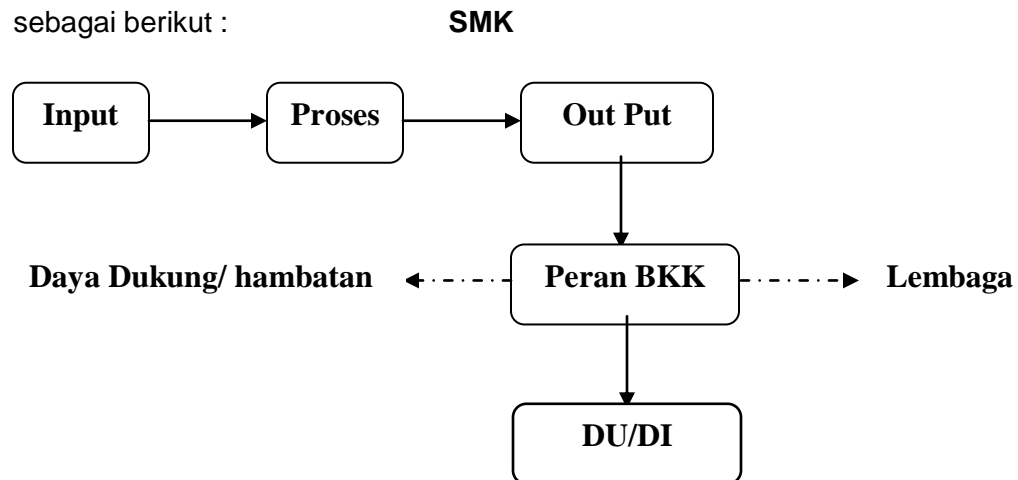 sebagai berikut : SMK
Input Proses Out Put
Daya Dukung/ hambatan Peran BKK Lembaga
DU/DI